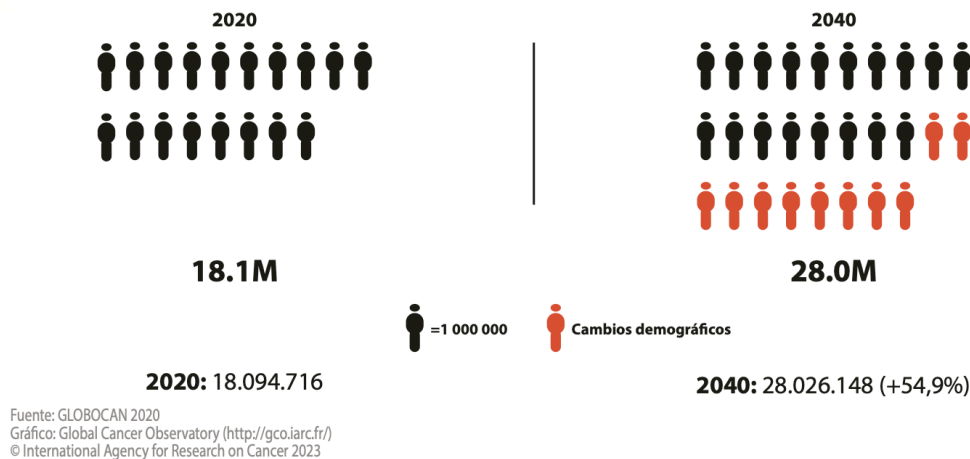 2020
2040
18.1M
28.0M
=1 000 000
Cambios demográficos
2020: 18.094.716
2040: 28.026.148 (+54,9%)
Fuente: GLOBOCAN 2020
Gráfico: Global Cancer Observatory (http://gco.iarc.fr/)
© International Agency for Research on Cancer 2023